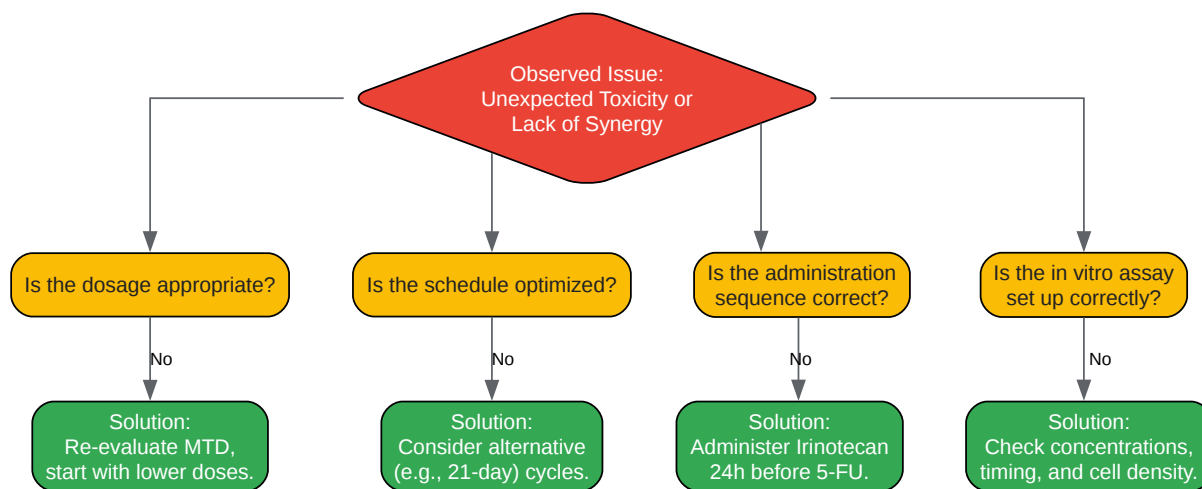 Observed Issue:
Unexpected Toxicity or
Lack of Synergy
Is the dosage appropriate?
Is the schedule optimized?
Is the administration
sequence correct?
Is the in vitro assay
set up correctly?
No
No
No
No
Solution:
Re-evaluate MTD,
start with lower doses.
Solution:
Consider alternative
(e.g., 21-day) cycles.
Solution:
Administer Irinotecan
24h before 5-FU.
Solution:
Check concentrations,
timing, and cell density.